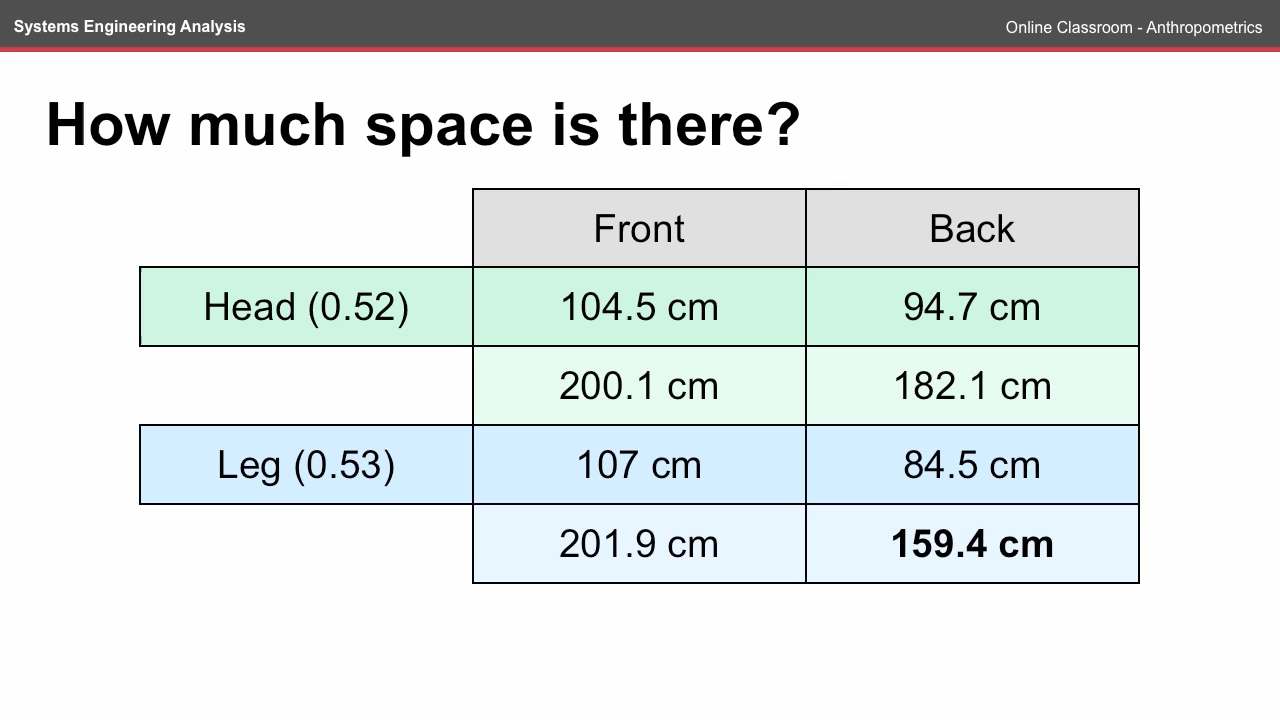 Systems Engineering Analysis
Online Classroom - Anthropometrics
How much space is there?
Front Back
Head (0.52) 104.5 cm 94.7 cm
200.1 cm 182.1 cm
Leg (0.53) 107 cm 84.5 cm
201.9 cm 159.4 cm